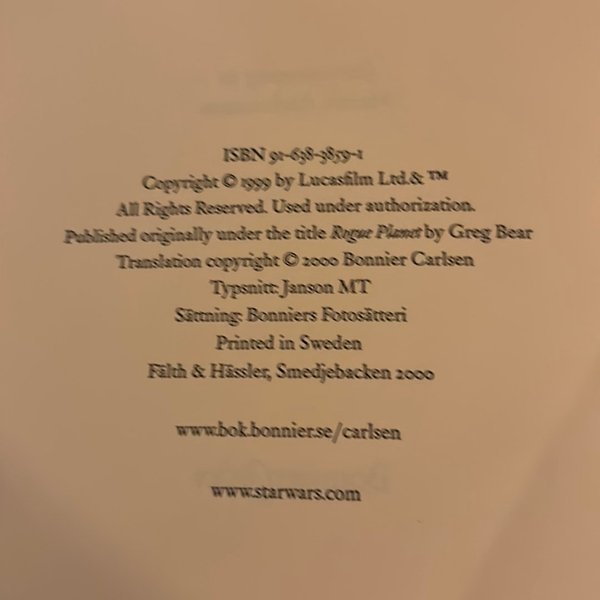 ISBN 91-638-3859-1
Copyright © 1999 by Lucasfilm Ltd.& ™
All Rights Reserved. Used under authorization.
Published originally under the title Rogue Planet by Greg Bear
Translation copyright © 2000 Bonnier Carlsen
Typsnitt: Janson MT
Sättning: Bonniers Fotosätteri
Printed in Sweden
Fälth & Hässler, Smedjebacken 2000
www.bok.bonnier.se/carlsen
www.starwars.com